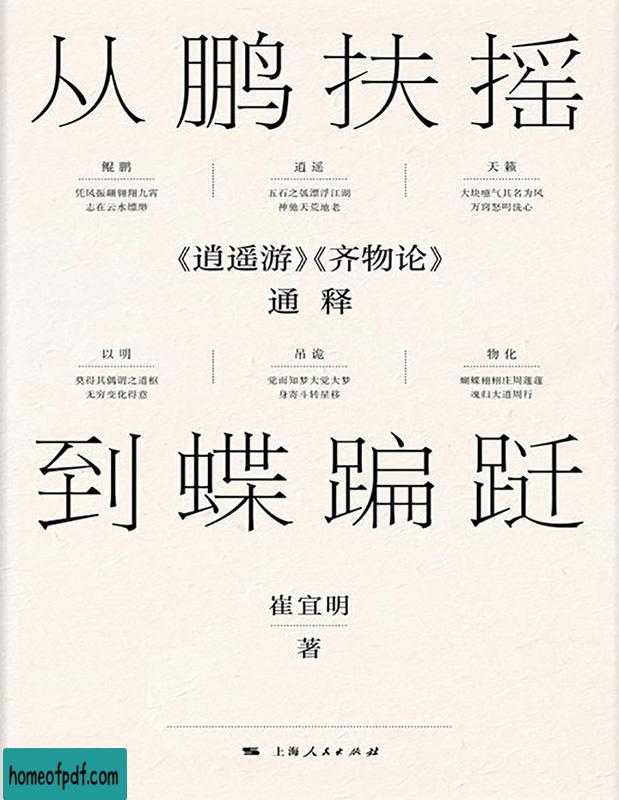 从鹏扶摇
鲲鹏
凭风振翮翱翔九霄
志在云水缥缈
逍遥
五石之瓠漂浮江湖
神驰天荒地老
天籁
大块噫气其名为风
万窍怒呺洗心
《逍遥游》《齐物论》
通释
以明
莫得其偶谓之道枢
无穷变化得意
吊诡
觉而知梦大觉大梦
身寄斗转星移
物化
蝴蝶栩栩庄周蘧蘧
魂归大道周行
到蝶蹁跹
崔宜明
著
上海人民出版社
homeofpdf.com